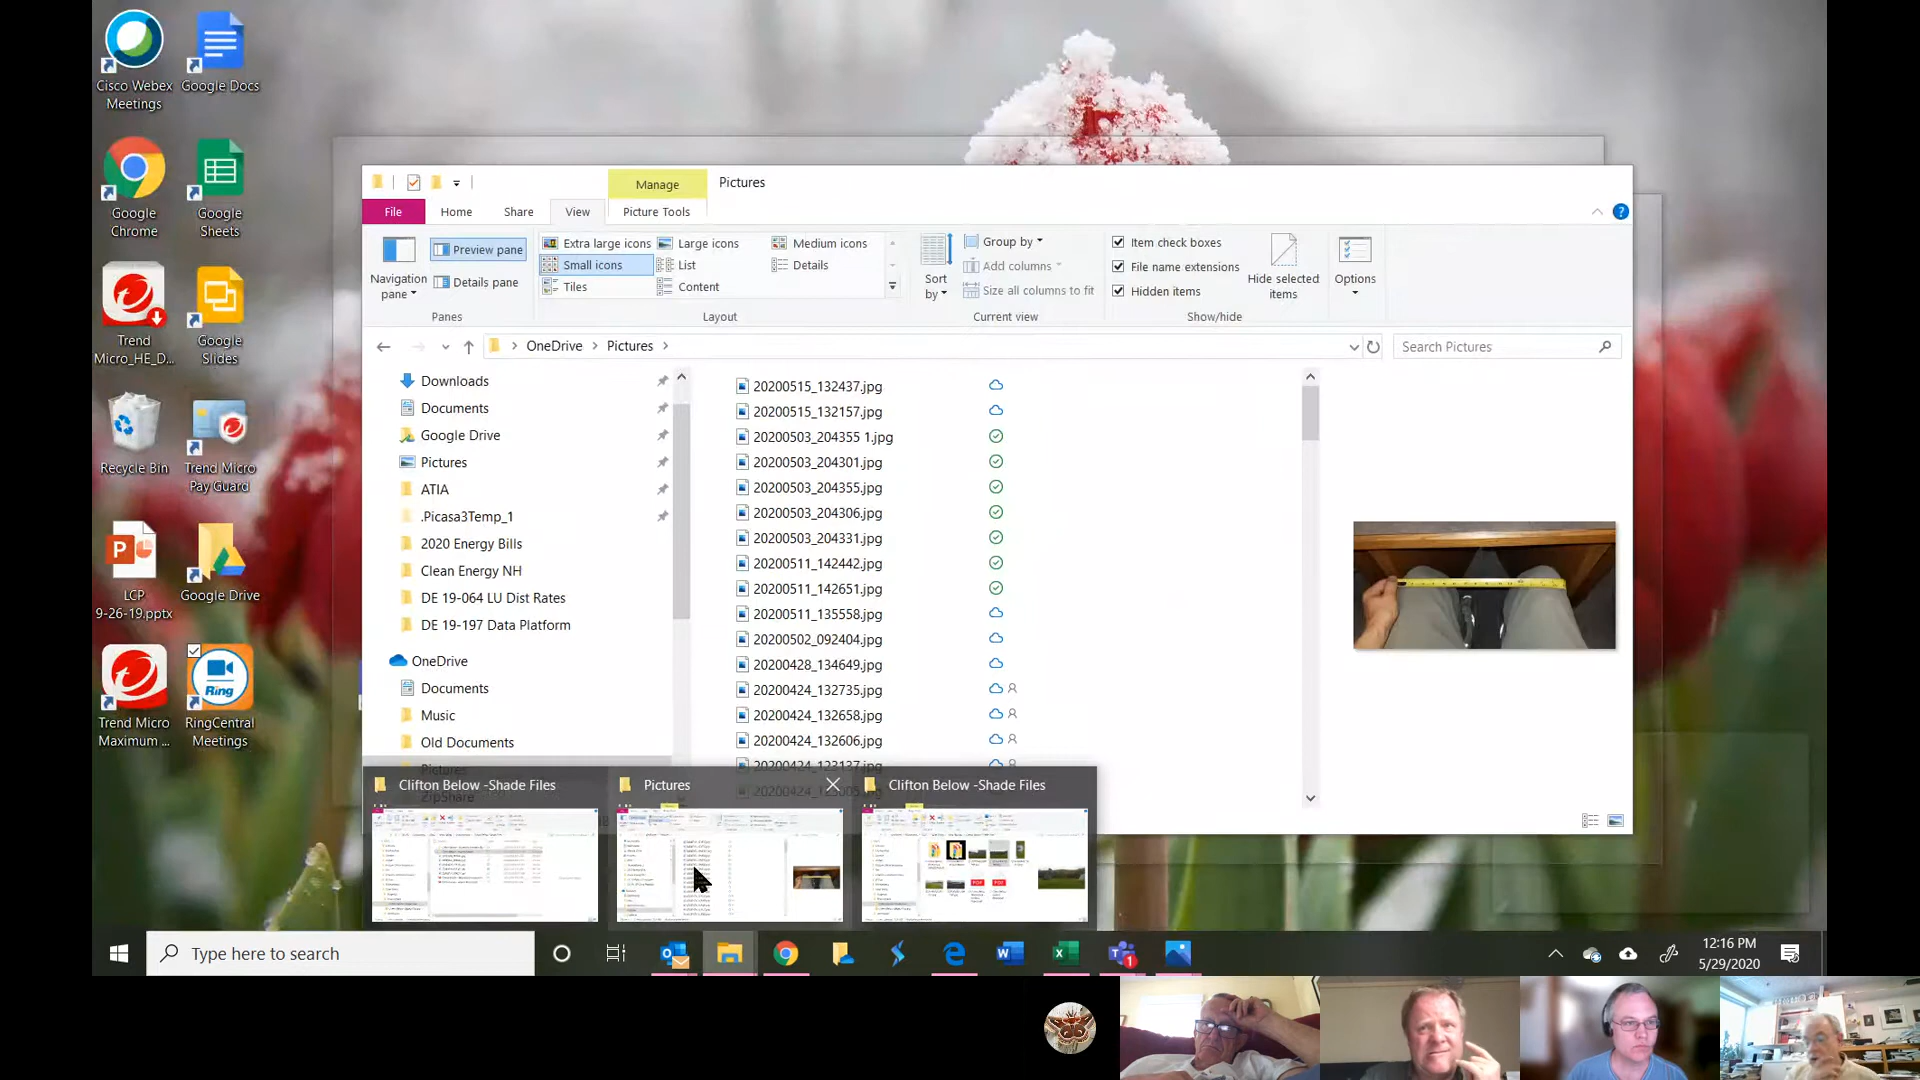 Cisco Webex
Meetings
Google Docs
Google
Chrome
Google
Sheets
Trend
Micro_HE_D...
Google
Slides
Recycle Bin
Trend Micro
Pay Guard
LCP
9-26-19.pptx
Google Drive
Trend Micro
Maximum ...
Ring
RingCentral
Meetings
Manage
Pictures
File
Home
Share
View
Picture Tools
Navigation
pane
Preview pane
Details pane
Panes
Extra large icons
Large icons
Medium icons
Small icons
List
Details
Tiles
Content
Layout
Sort
by
Group by
Add columns
Size all columns to fit
Current view
Item check boxes
File name extensions
Hidden items
Hide selected
items
Show/hide
Options
OneDrive
Pictures
Search Pictures
Downloads
Documents
Google Drive
Pictures
ATIA
.Picasa3Temp_1
2020 Energy Bills
Clean Energy NH
DE 19-064 LU Dist Rates
DE 19-197 Data Platform
OneDrive
Documents
Music
Old Documents
Pictures
ZipShare
20200515_132437.jpg
20200515_132157.jpg
20200503_204355 1.jpg
20200503_204301.jpg
20200503_204355.jpg
20200503_204306.jpg
20200503_204331.jpg
20200511_142442.jpg
20200511_142651.jpg
20200511_135558.jpg
20200502_092404.jpg
20200428_134649.jpg
20200424_132735.jpg
20200424_132658.jpg
20200424_132606.jpg
20200424_123137.jpg
Clifton Below -Shade Files
Pictures
Clifton Below -Shade Files
Type here to search
12:16 PM
5/29/2020